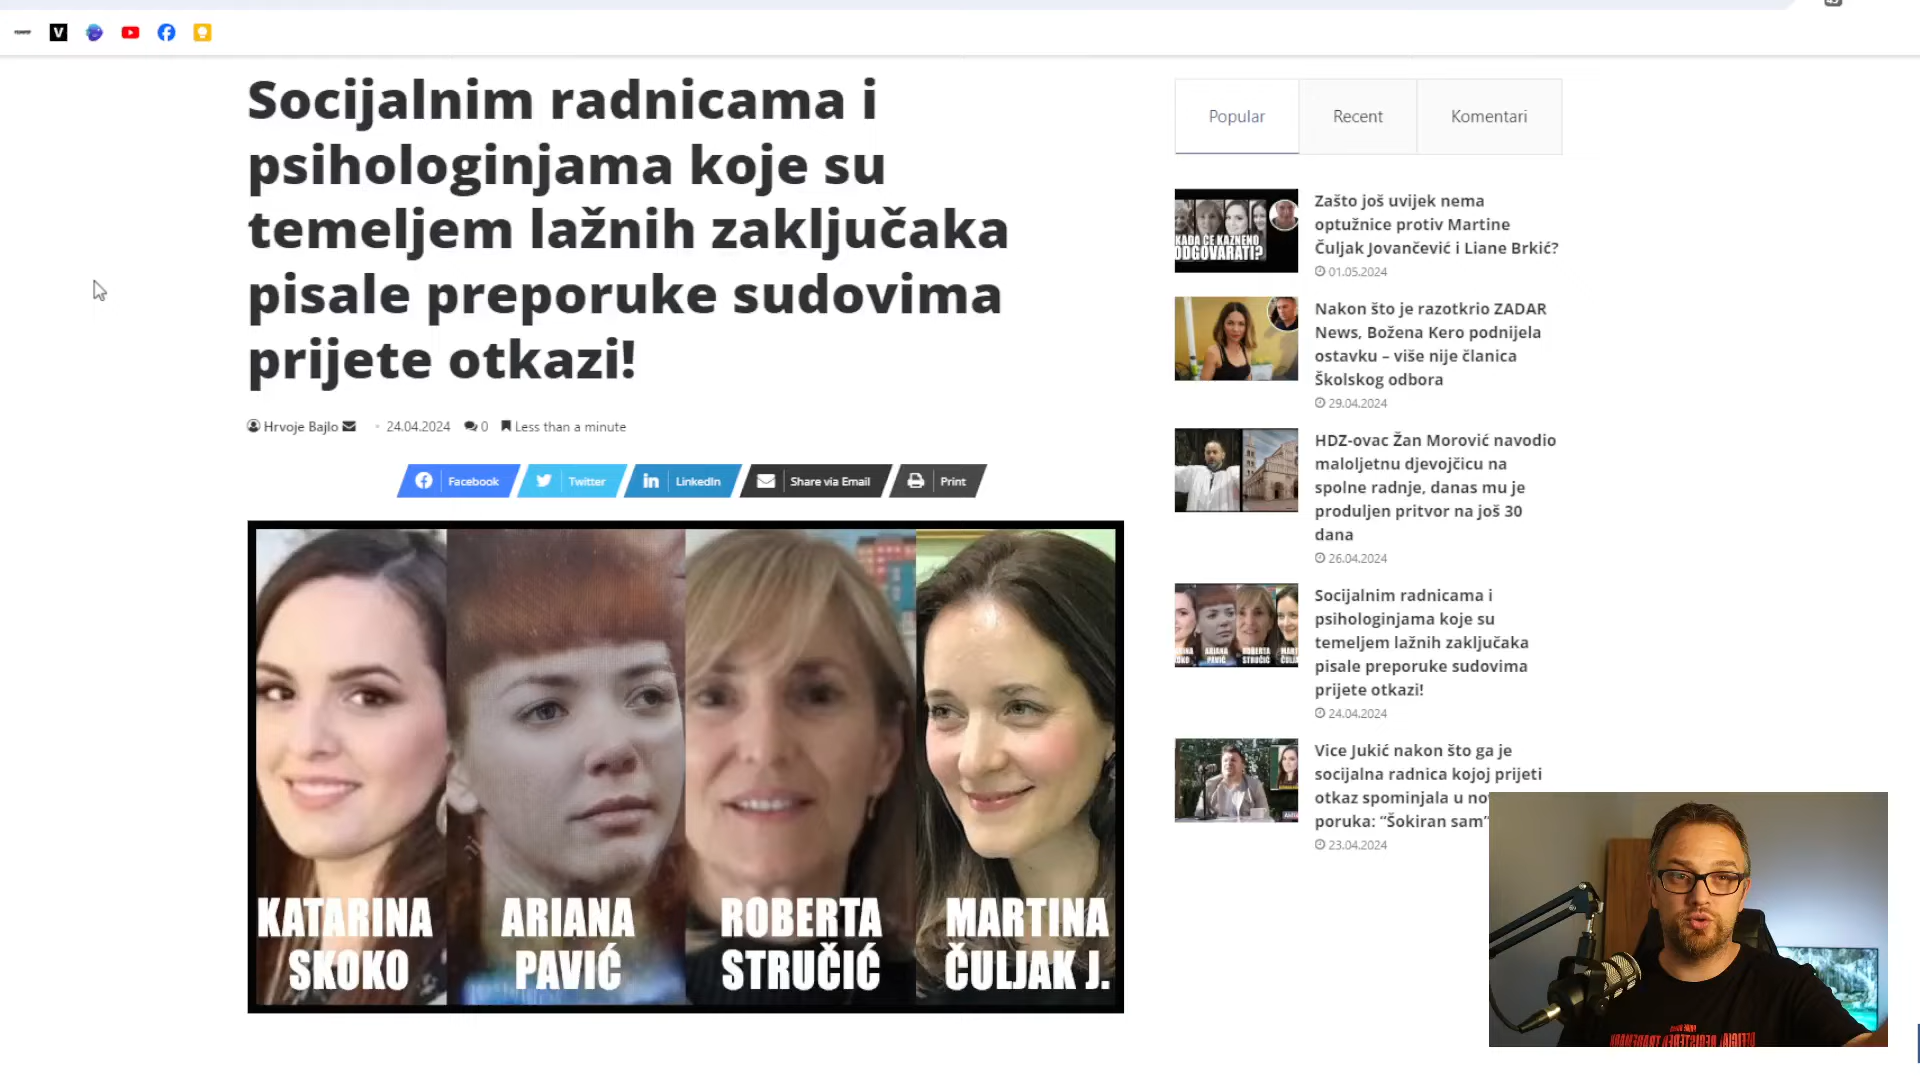 Socijalnim radnicama i
psihologinjama koje su
temeljem lažnih zaključaka
pisale preporuke sudovima
prijete otkazi!
Hrvoje Bajlo
24.04.2024
0
Less than a minute
Facebook
Twitter
LinkedIn
Share via Email
Print
KATARINA
SKOKO
ARIANA
PAVIĆ
ROBERTA
STRUČIĆ
MARTINA
ČULJAK J.
Popular
Recent
Komentari
KADA ĆE KAZNENO
ODGOVARATI?
Zašto još uvijek nema
optužnice protiv Martine
Čuljak Jovančević i Liane Brkić?
01.05.2024
Nakon što je razotkrio ZADAR
News, Božena Kero podnijela
ostavku – više nije članica
Školskog odbora
29.04.2024
HDZ-ovac Žan Morović navodio
maloljetnu djevojčicu na
spolne radnje, danas mu je
produljen pritvor na još 30
dana
26.04.2024
Socijalnim radnicama i
psihologinjama koje su
temeljem lažnih zaključaka
pisale preporuke sudovima
prijete otkazi!
24.04.2024
Vice Jukić nakon što ga je
socijalna radnica kojoj prijeti
otkaz spominjala u
poruka: “Šokiran sam”
23.04.2024